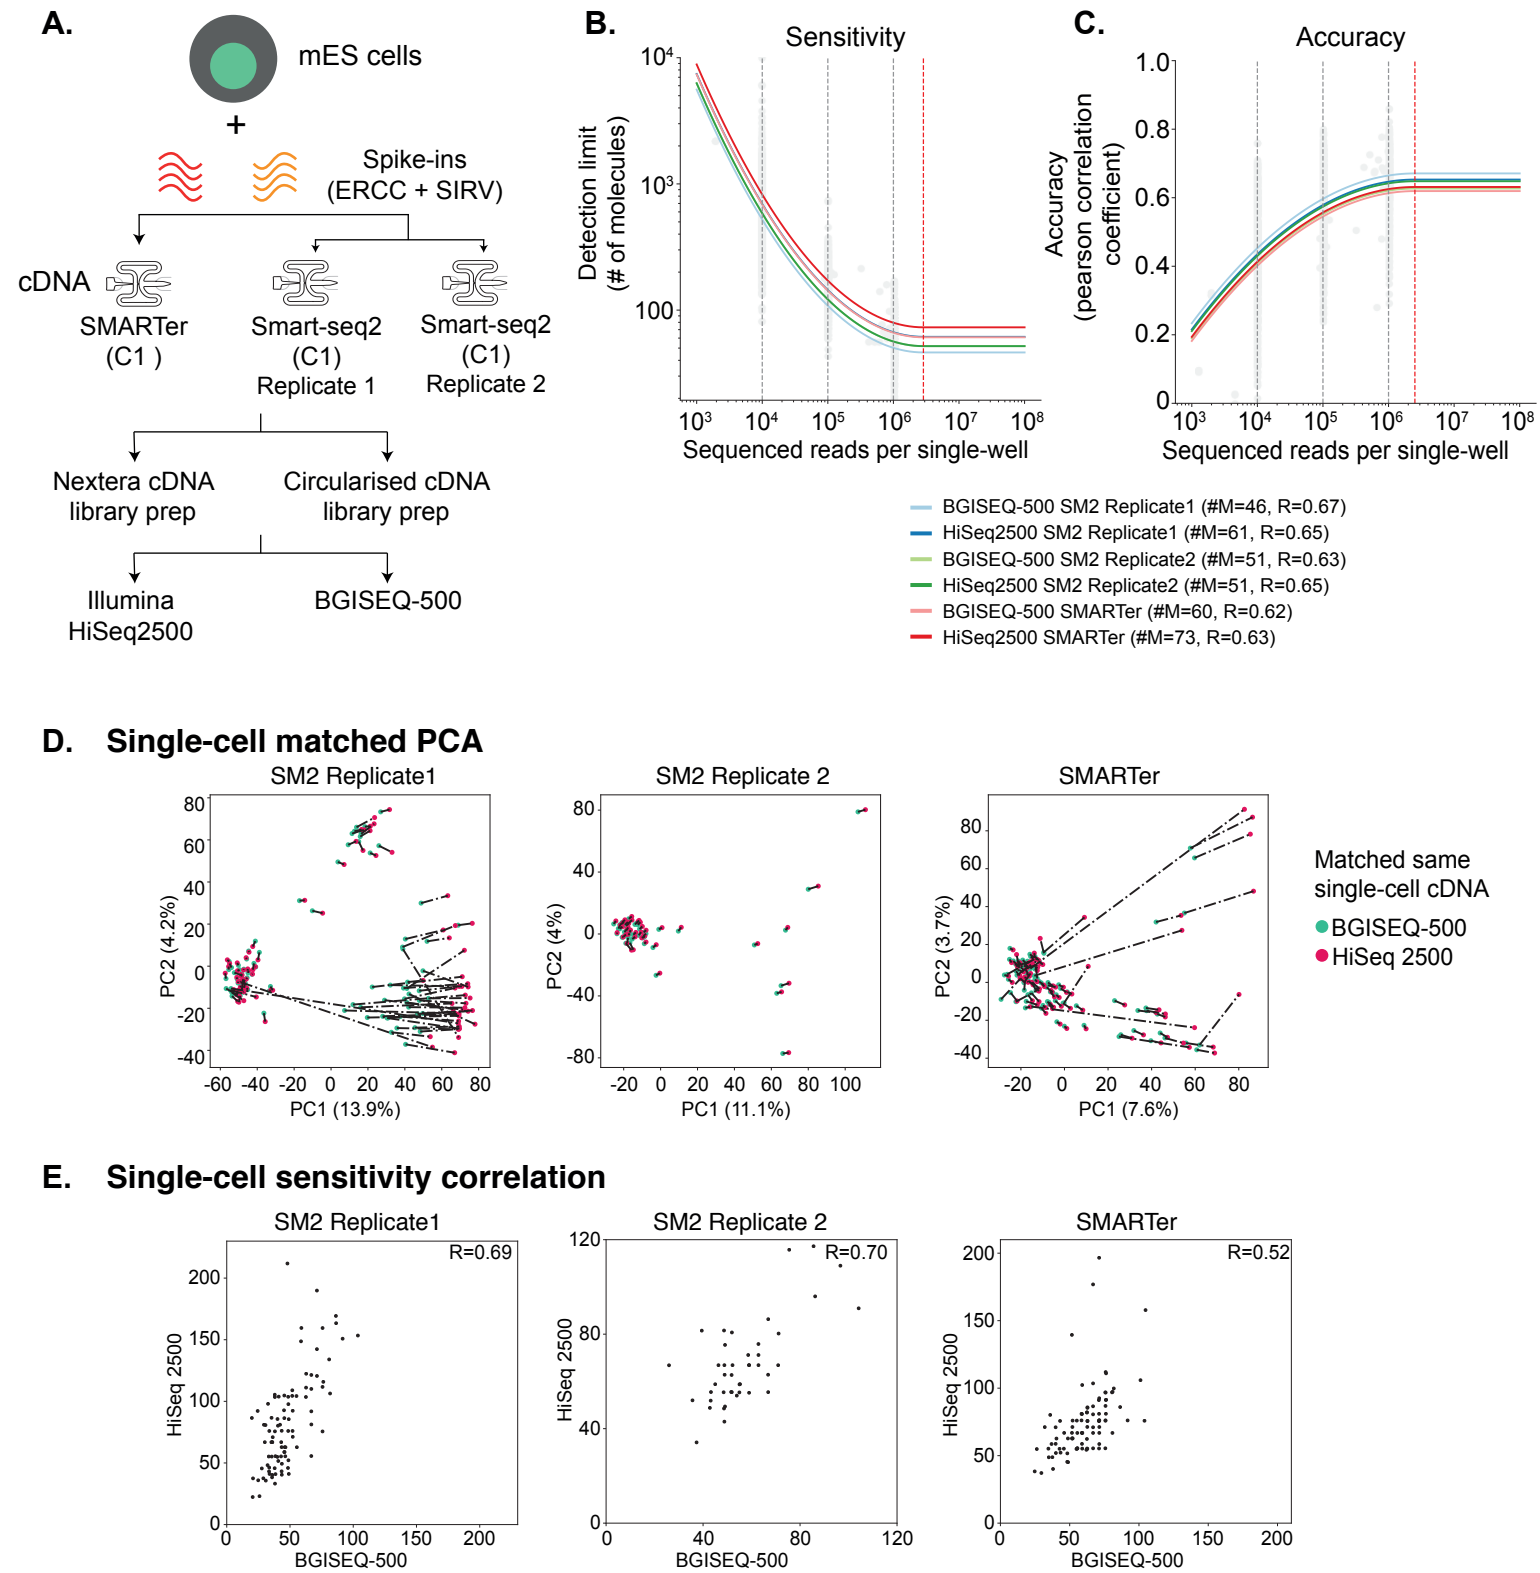 A.
mES cells
+
Spike-ins
(ERCC + SIRV)
cDNA
SMARTer
(C1 )
Smart-seq2
(C1)
Replicate 1
Smart-seq2
(C1)
Replicate 2
Nextera cDNA
library prep
Circularised cDNA
library prep
Illumina
HiSeq2500
BGISEQ-500
B.
Sensitivity
Detection limit
(# of molecules)
10⁴
10³
100
10³ 10⁴ 10⁵ 10⁶ 10⁷ 10⁸
Sequenced reads per single-well
C.
Accuracy
Accuracy
(pearson correlation
coefficient)
1.0
0.8
0.6
0.4
0.2
0
10³ 10⁴ 10⁵ 10⁶ 10⁷ 10⁸
Sequenced reads per single-well
BGISEQ-500 SM2 Replicate1 (#M=46, R=0.67)
HiSeq2500 SM2 Replicate1 (#M=61, R=0.65)
BGISEQ-500 SM2 Replicate2 (#M=51, R=0.63)
HiSeq2500 SM2 Replicate2 (#M=51, R=0.65)
BGISEQ-500 SMARTer (#M=60, R=0.62)
HiSeq2500 SMARTer (#M=73, R=0.63)
D. Single-cell matched PCA
SM2 Replicate1
PC2 (4.2%)
80
60
40
20
0
-20
-40
-60 -40 -20 0 20 40 60 80
PC1 (13.9%)
SM2 Replicate 2
PC2 (4%)
80
40
0
-40
-80
-20 0 20 40 60 80 100
PC1 (11.1%)
SMARTer
PC2 (3.7%)
80
60
40
20
0
-20
-40
-20 0 20 40 60 80
PC1 (7.6%)
Matched same
single-cell cDNA
BGISEQ-500
HiSeq 2500
E. Single-cell sensitivity correlation
SM2 Replicate1
R=0.69
HiSeq 2500
200
150
100
50
0
0 50 100 150 200
BGISEQ-500
SM2 Replicate 2
R=0.70
HiSeq 2500
120
80
40
0
0 40 80 120
BGISEQ-500
SMARTer
R=0.52
HiSeq 2500
200
150
100
50
0
0 50 100 150 200
BGISEQ-500